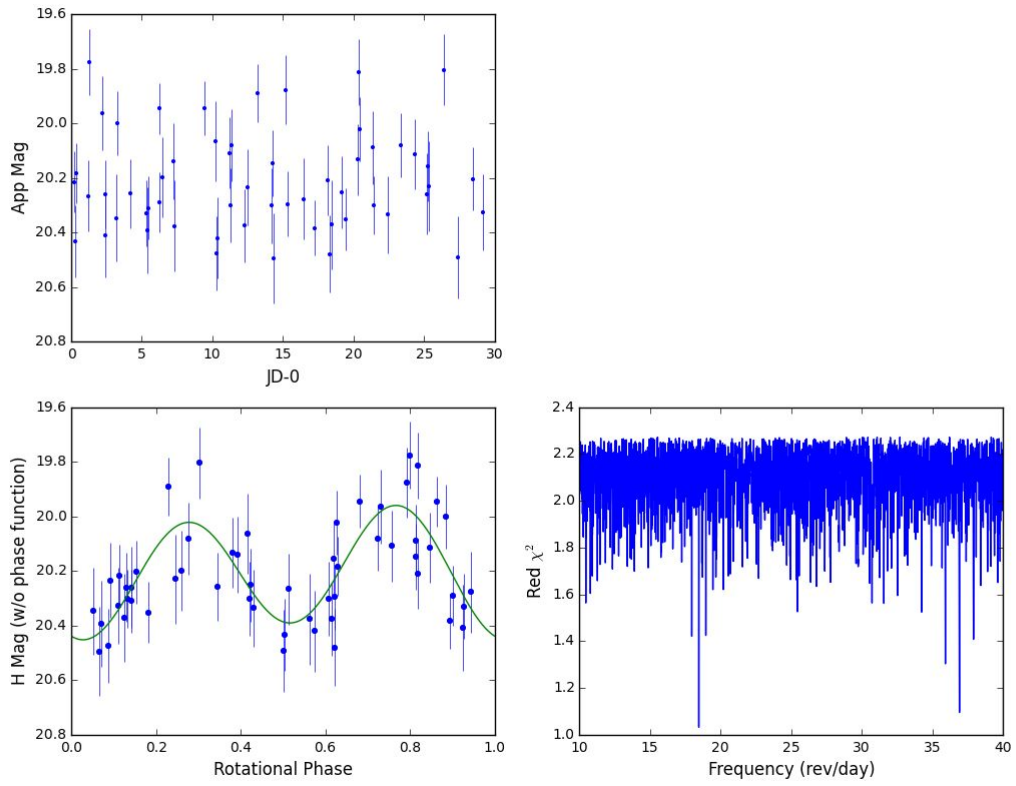 19.6
19.8
20.0
20.2
20.4
20.6
20.8
App Mag
0 5 10 15 20 25 30
JD-0
19.6
19.8
20.0
20.2
20.4
20.6
20.8
H Mag (w/o phase function)
0.0 0.2 0.4 0.6 0.8 1.0
Rotational Phase
2.4
2.2
2.0
1.8
1.6
1.4
1.2
1.0
Red χ²
10 15 20 25 30 35 40
Frequency (rev/day)